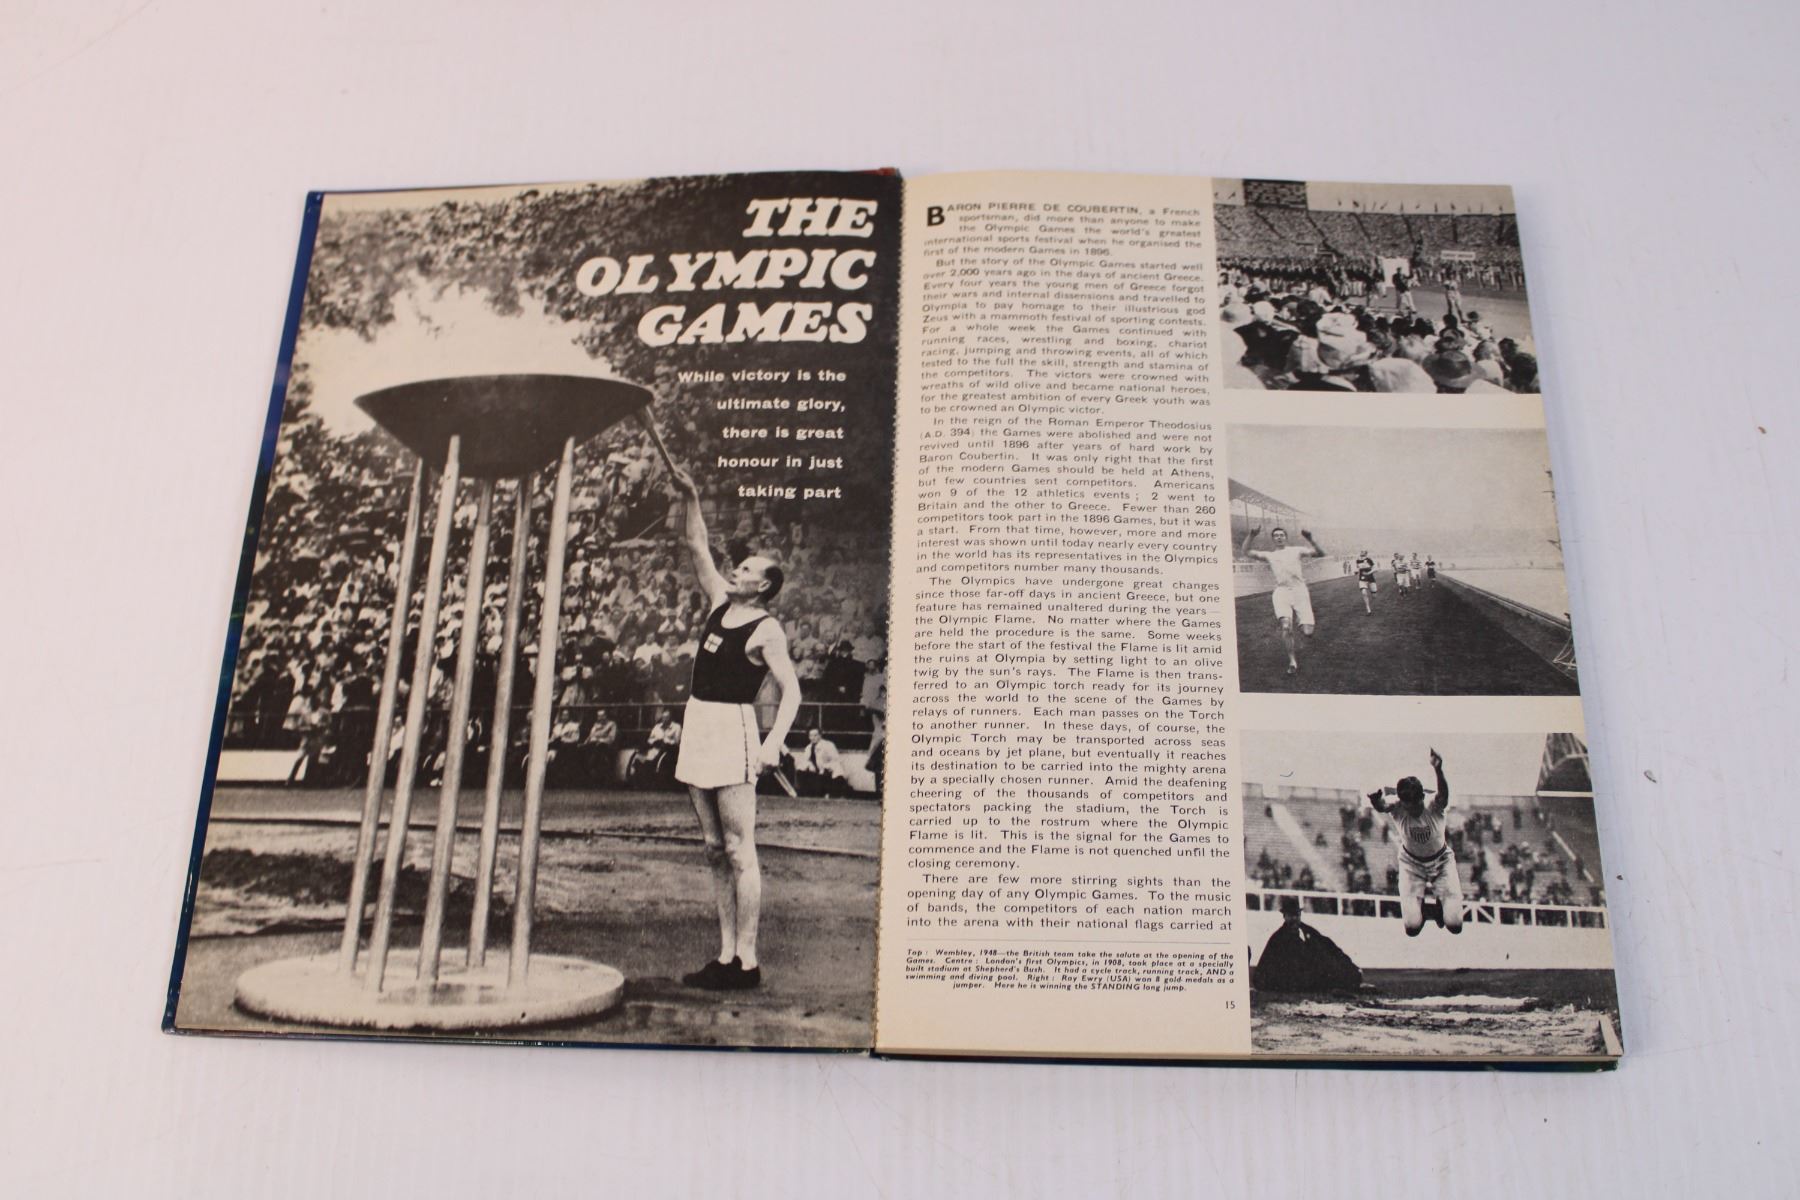 THE
OLYMPIC
GAMES
While victory is the
ultimate glory,
there is great
honour in just
taking part
BARON PIERRE DE COUBERTIN, a French
sportsman, did more than anyone to make
the Olympic Games the world's greatest
international sports festival when he organised the
first of the modern Games in 1896.
But the story of the Olympic Games started well
over 2,000 years ago in the days of ancient Greece.
Every four years the young men of Greece forgot
their wars and internal dissensions and travelled to
Olympia to pay homage to their illustrious god
Zeus with a mammoth festival of sporting contests.
For a whole week the Games continued with
running races, wrestling and boxing, chariot
racing, jumping and throwing events, all of which
tested to the full the skill, strength and stamina of
the competitors. The victors were crowned with
wreaths of wild olive and became national heroes,
for the greatest ambition of every Greek youth was
to be crowned an Olympic victor.
In the reign of the Roman Emperor Theodosius
(A.D. 394) the Games were abolished and were not
revived until 1896 after years of hard work by
Baron Coubertin. It was only right that the first
of the modern Games should be held at Athens,
but few countries sent competitors. Americans
won 9 of the 12 athletics events; 2 went to
Britain and the other to Greece. Fewer than 260
competitors took part in the 1896 Games, but it was
a start. From that time, however, more and more
interest was shown until today nearly every country
in the world has its representatives in the Olympics
and competitors number many thousands.
The Olympics have undergone great changes
since those far-off days in ancient Greece, but one
feature has remained unaltered during the years—
the Olympic Flame. No matter where the Games
are held the procedure is the same. Some weeks
before the start of the festival the Flame is lit amid
the ruins at Olympia by setting light to an olive
twig by the sun's rays. The Flame is then trans-
ferred to an Olympic torch ready for its journey
across the world to the scene of the Games by
relays of runners. Each man passes on the Torch
to another runner. In these days, of course, the
Olympic Torch may be transported across seas
and oceans by jet plane, but eventually it reaches
its destination to be carried into the mighty arena
by a specially chosen runner. Amid the deafening
cheering of the thousands of competitors and
spectators packing the stadium, the Torch is
carried up to the rostrum where the Olympic
Flame is lit. This is the signal for the Games to
commence and the Flame is not quenched until the
closing ceremony.
There are few more stirring sights than the
opening day of any Olympic Games. To the music
of bands, the competitors of each nation march
into the arena with their national flags carried at
Top: Wembley, 1948—the British team take the salute at the opening of the
Games. Centre: London's first Olympics, in 1908, took place at a specially
built stadium at Shepherd's Bush. It had a cycle track, running track, AND a
swimming and diving pool. Right: Ray Ewry (USA) won 8 gold medals as a
jumper. Here he is winning the STANDING long jump.
15